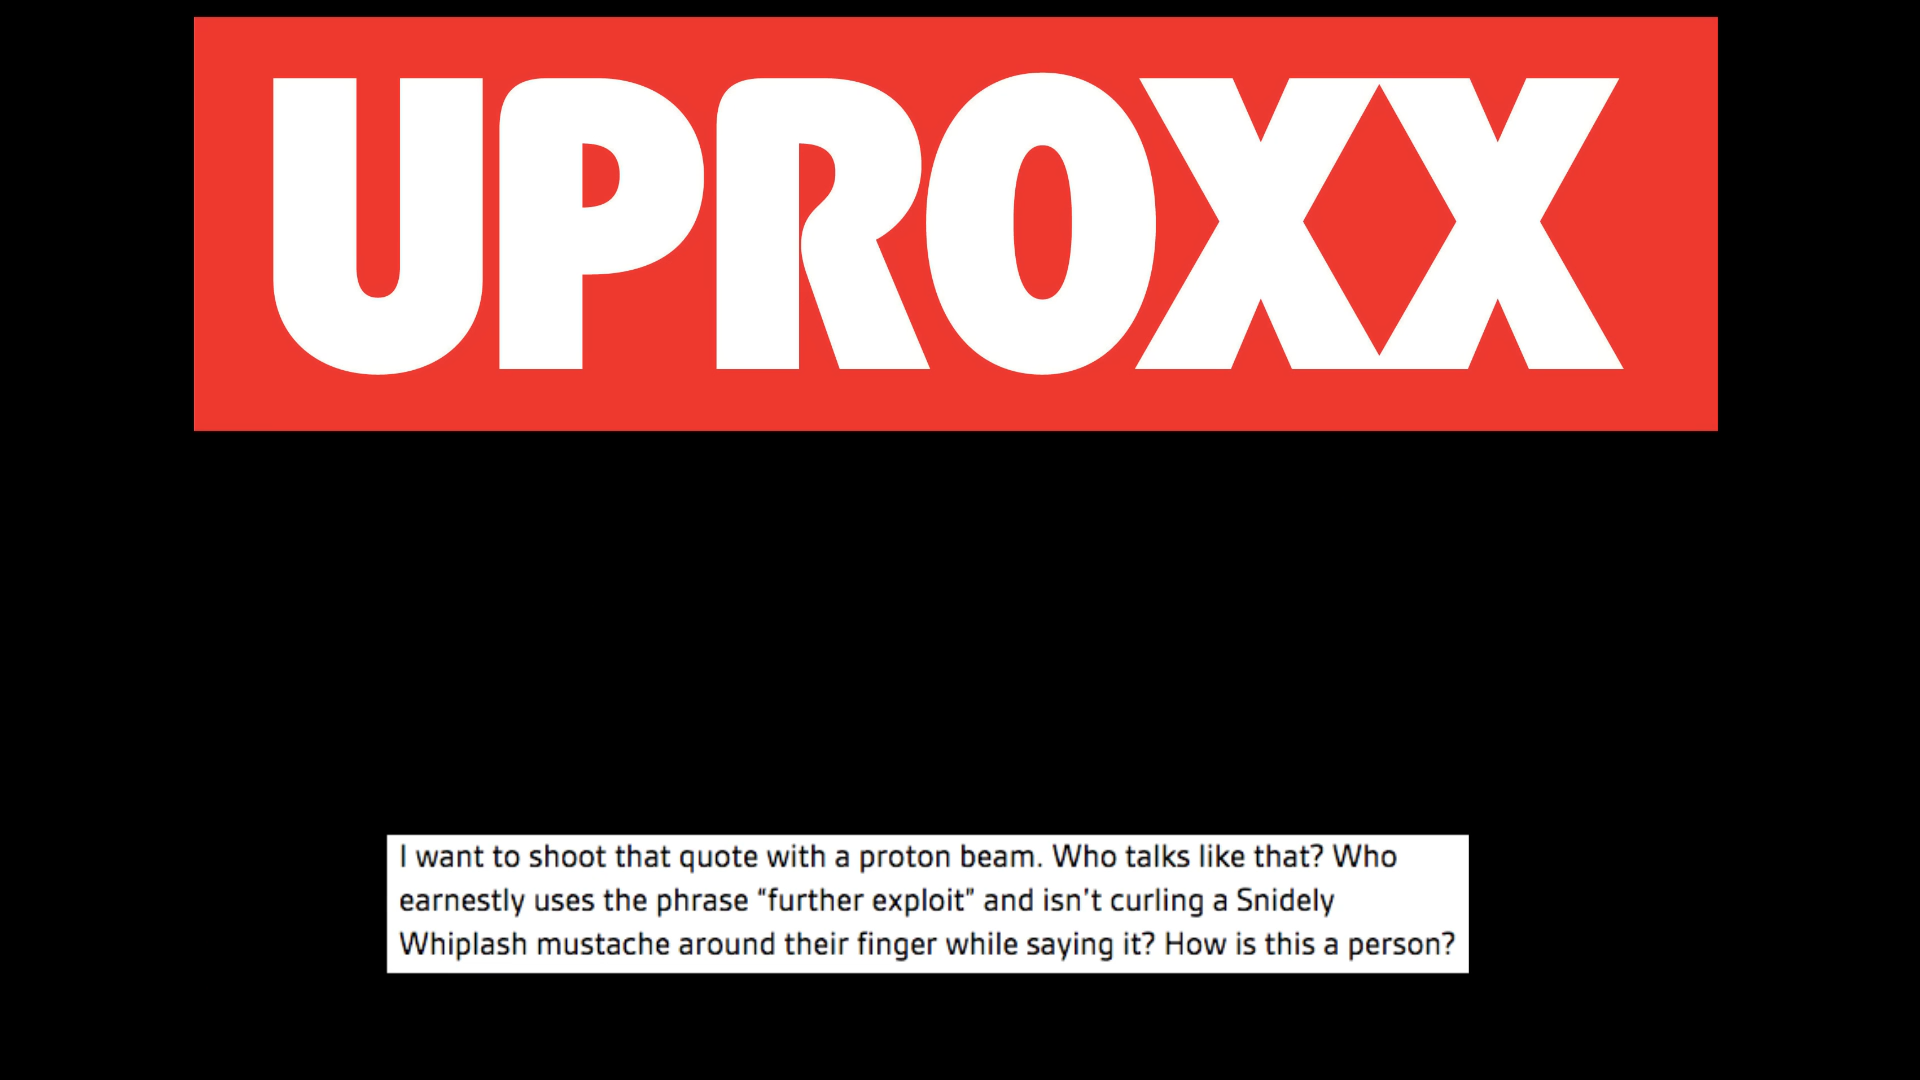 UPROXX
I want to shoot that quote with a proton beam. Who talks like that? Who
earnestly uses the phrase “further exploit” and isn't curling a Snidely
Whiplash mustache around their finger while saying it? How is this a person?